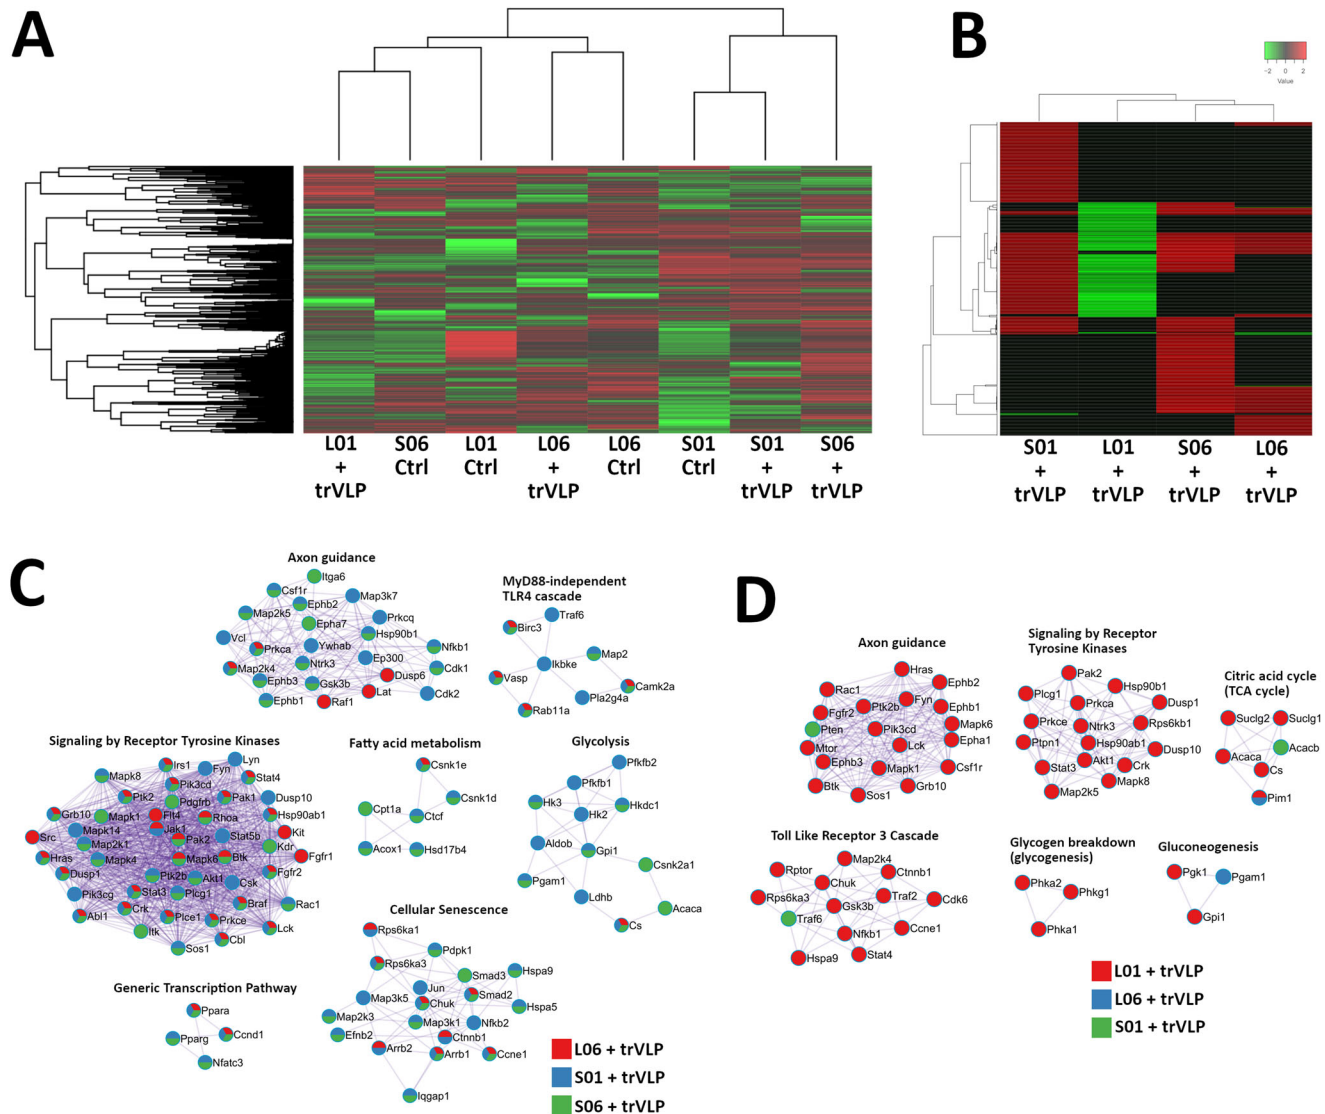 A
B
-2 0 2
Value
L01 + trVLP
S06 Ctrl
L01 Ctrl
L06 + trVLP
L06 Ctrl
S01 Ctrl
S01 + trVLP
S06 + trVLP
S01 + trVLP
L01 + trVLP
S06 + trVLP
L06 + trVLP
C
Axon guidance
Itga6
Csf1r
Ephb2
Map3k7
Map2k5
Prkcq
Epha7
Hsp90b1
Vcl
Ywhab
Nfkb1
Prkca
Ep300
Map2k4
Ntrk3
Cdk1
Dusp6
Ephb3
Gsk3b
Lat
Cdk2
Ephb1
Raf1
MyD88-independent
TLR4 cascade
Traf6
Birc3
Map2
Ikbke
Vasp
Camk2a
Pla2g4a
Rab11a
Signaling by Receptor Tyrosine Kinases
Irs1
Lyn
Fyn
Mapk8
Stat4
Pik3cd
Ptk2
Pdgfrb1
Pak1
Dusp10
Grb10
Mapk1
Flt4
Rhoa
Hsp90ab1
Mapk14
Jak1
Stat5b
Kit
Src
Map2k1
Pak2
Kdr
Hras
Mapk4
Mapk6
Btk
Fgfr1
Dusp1
Ptk2b
Akt1
Csk
Fgfr2
Pik3cg
Stat3
Plcg1
Braf
Rac1
Abl1
Crk
Plce1
Prkce
Lck
Itk
Sos1
Cbl
Fatty acid metabolism
Csnk1e
Cpt1a
Csnk1d
Ctcf
Acox1
Hsd17b4
Glycolysis
Pfkfb2
Pfkfb1
Hk3
Hkdc1
Hk2
Aldob
Gpi1
Csnk2a1
Pgam1
Ldhb
Acaca
Cs
Generic Transcription Pathway
Ppara
Ccnd1
Pparg
Nfatc3
Cellular Senescence
Rps6ka1
Pdpk1
Rps6ka3
Smad3
Hspa9
Jun
Map3k5
Chuk
Smad2
Hspa5
Map2k3
Map3k1
Nfkb2
Efnb2
Ctnnb1
Arrb2
Arrb1
Ccne1
Iqgap1
L06 + trVLP
S01 + trVLP
S06 + trVLP
D
Axon guidance
Hras
Rac1
Ephb2
Fyn
Fgfr2
Ptk2b
Ephb1
Pten
Pik3cd
Mapk6
Mtor
Lck
Epha1
Ephb3
Mapk1
Csf1r
Btk
Sos1
Grb10
Signaling by Receptor
Tyrosine Kinases
Pak2
Plcg1
Hsp90b1
Prkca
Dusp1
Prkce
Ntrk3
Rps6kb1
Ptpn1
Hsp90ab1
Dusp10
Stat3
Akt1
Crk
Mapk8
Map2k5
Citric acid cycle
(TCA cycle)
Suclg2
Suclg1
Acaca
Acacb
Cs
Pim1
Toll Like Receptor 3 Cascade
Map2k4
Rptor
Ctnnb1
Chuk
Rps6ka3
Traf2
Cdk6
Gsk3b
Traf6
Nfkb1
Ccne1
Hspa9
Stat4
Glycogen breakdown
(glycogenesis)
Phka2
Phkg1
Phka1
Gluconeogenesis
Pgk1
Pgam1
Gpi1
L01 + trVLP
L06 + trVLP
S01 + trVLP